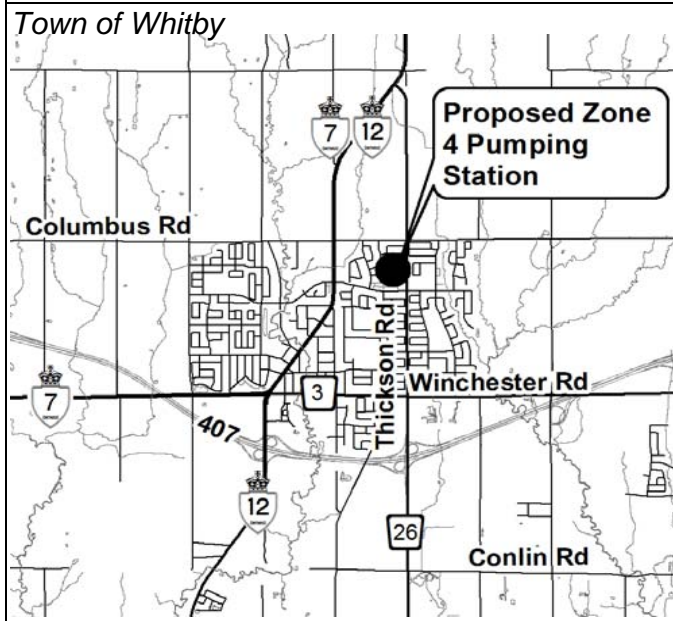 Town of Whitby
7
12
Proposed Zone
4 Pumping
Station
Columbus Rd
Thickson Rd
7
3
Winchester Rd
407
12
26
Conlin Rd